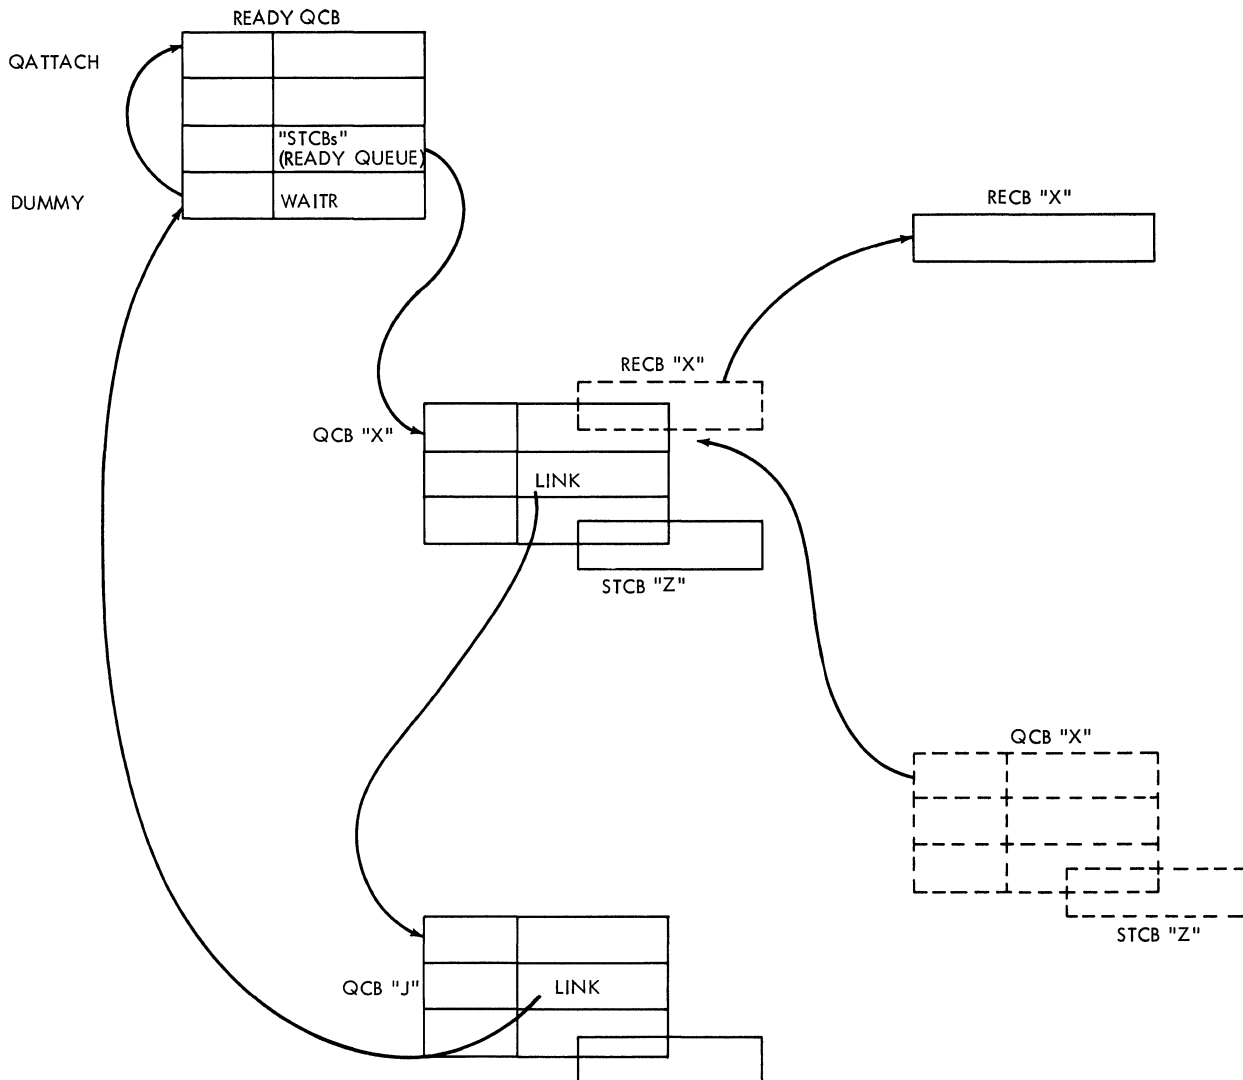 READY QCB
QATTACH
"STCBs"
(READY QUEUE)
DUMMY
WAITR
RECB "X"
RECB "X"
QCB "X"
LINK
STCB "Z"
QCB "X"
STCB "Z"
QCB "J"
LINK